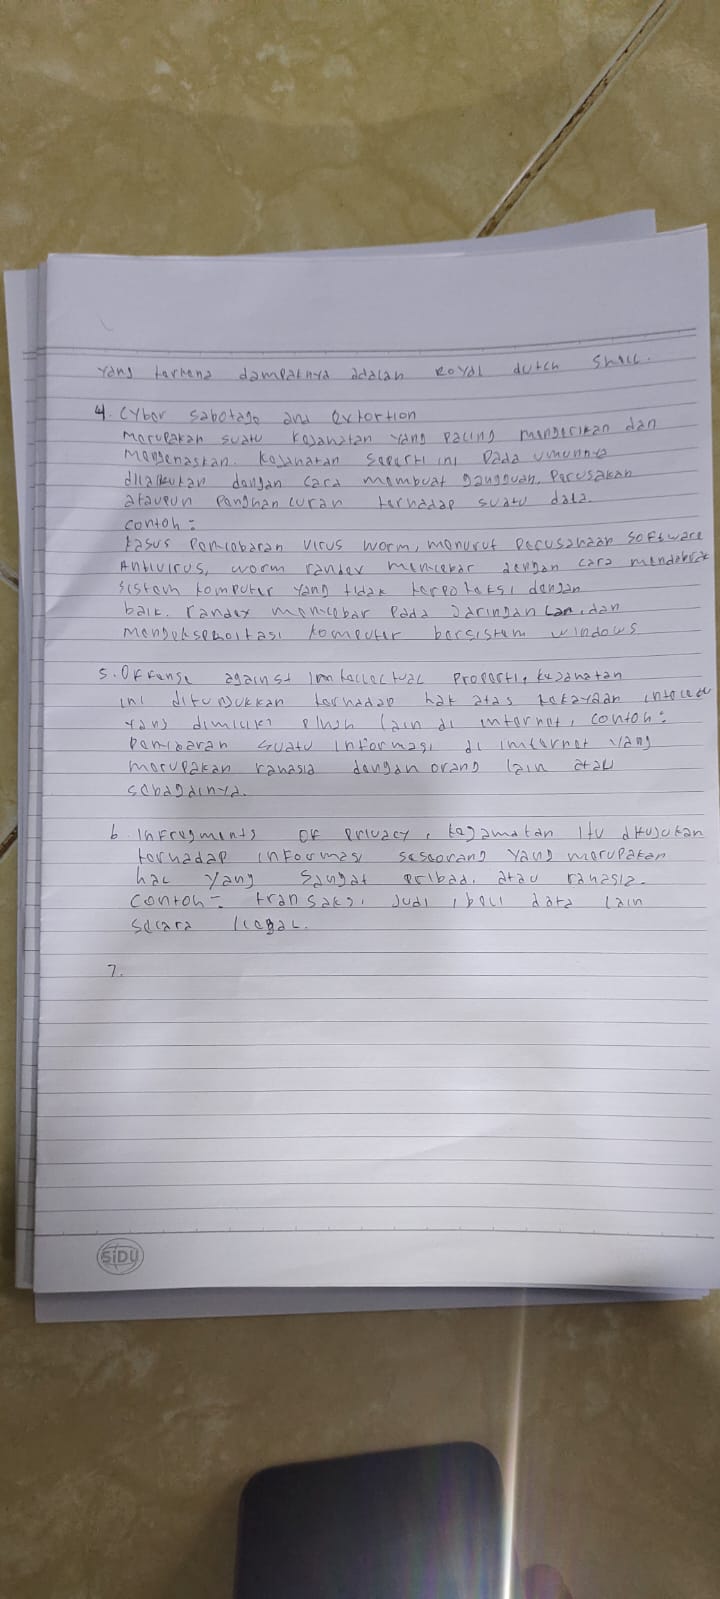 yang terkena dampaknya adalah Royal dutch Shell.
4. Cyber sabotage and Extortion
Merupakan suatu kejahatan yang paling mengerikan dan
mengenaskan. kejahatan seperti ini pada umumnya
dilakukan dengan cara membuat gangguan, perusakan
ataupun penghancuran terhadap suatu data.
contoh :
kasus penyebaran virus worm, menurut perusahaan software
Antivirus, worm randex menyebar dengan cara mendobrak
sistem komputer yang tidak terproteksi dengan
baik. randex menyebar pada jaringan Lan, dan
mengeksploitasi komputer bersistem windows
5. Offense against Intellectual Properti, kejahatan
ini ditunjukkan terhadap hak atas kekayaan
yang dimiliki pihak lain di internet, contoh :
suatu informasi di internet yang
merupakan rahasia dengan orang lain atau
sebagainya.
6. Infregments OF privacy, kejamatan itu ditujukan
terhadap informasi seseorang yang merupakan
hal yang sangat pribadi atau rahasia.
contoh = transaksi judi, beli data lain
secara ilegal.
7.
SiDU